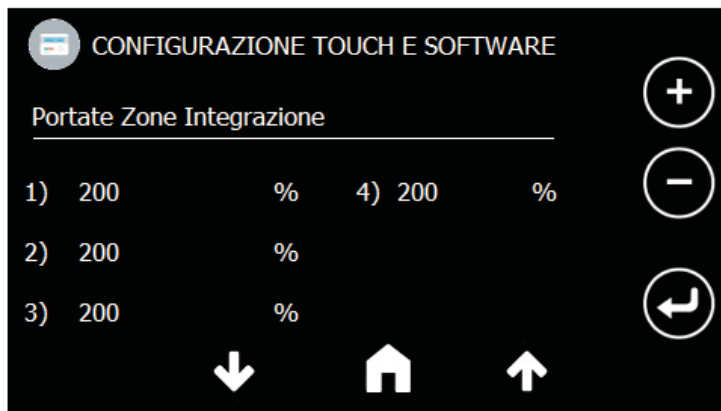 CONFIGURAZIONE TOUCH E SOFTWARE
Portate Zone Integrazione
1) 200 % 4) 200 %
2) 200 %
3) 200 %